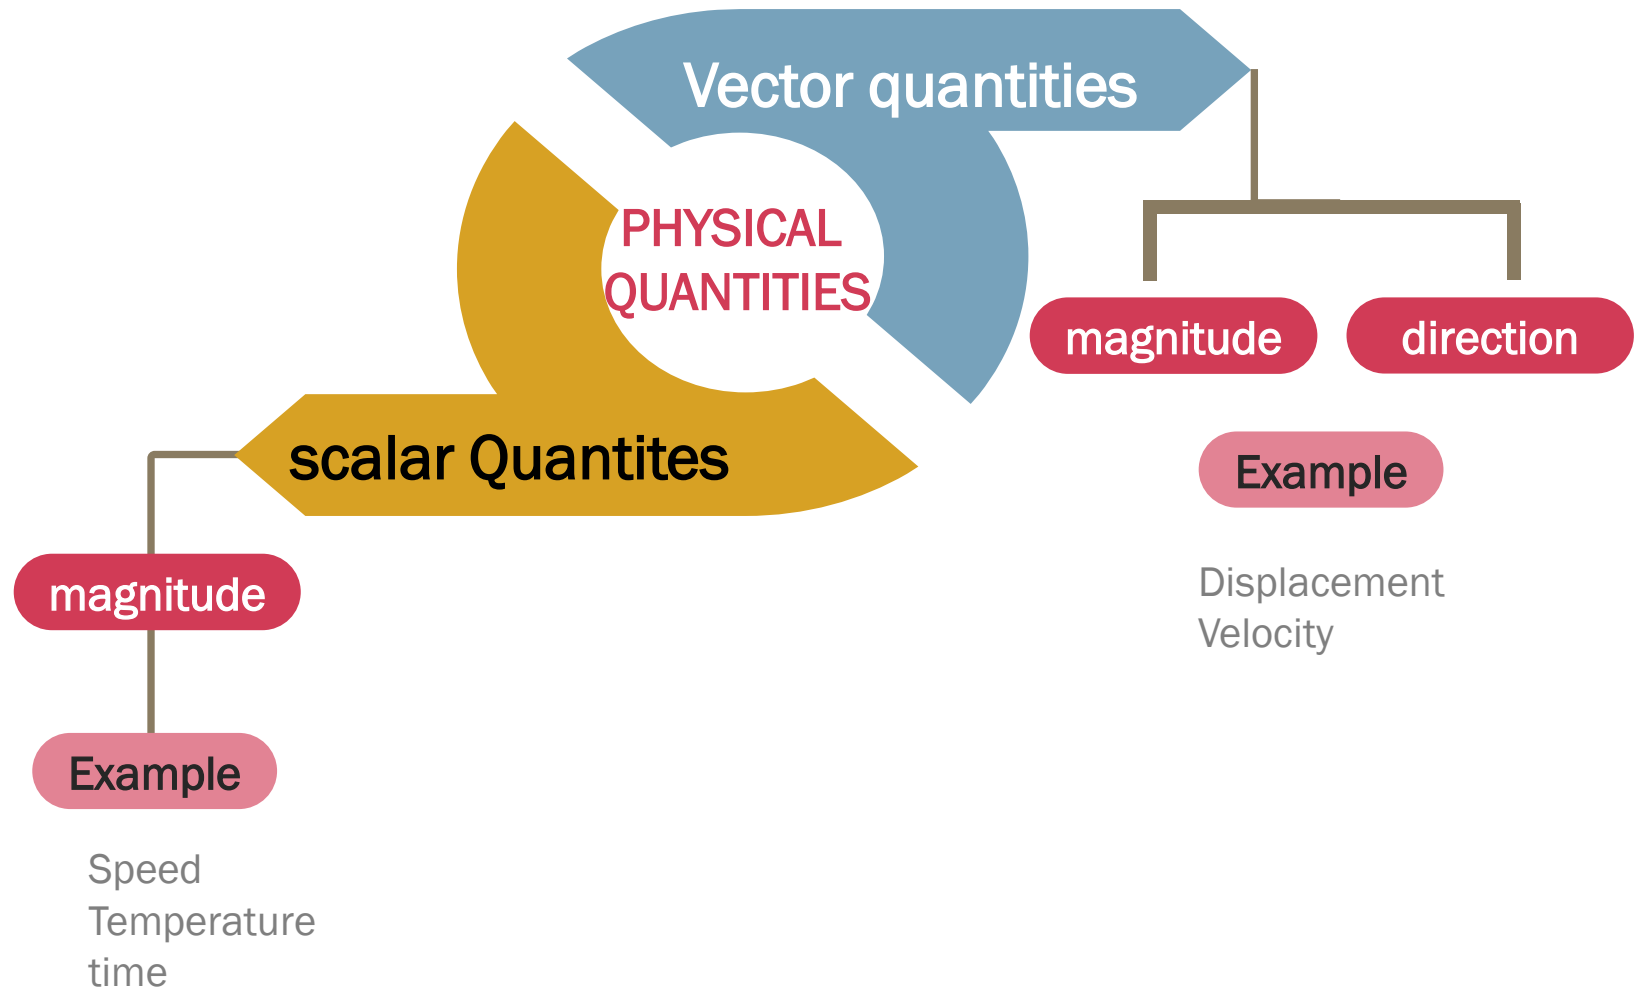 Vector quantities
PHYSICAL
QUANTITIES
magnitude
direction
Example
Displacement
Velocity
scalar Quantites
magnitude
Example
Speed
Temperature
time